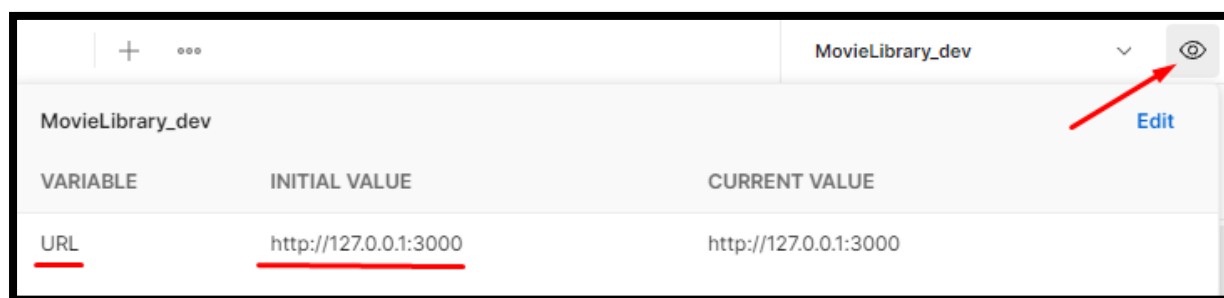 MovieLibrary_dev
MovieLibrary_dev Edit
VARIABLE INITIAL VALUE CURRENT VALUE
URL http://127.0.0.1:3000 http://127.0.0.1:3000